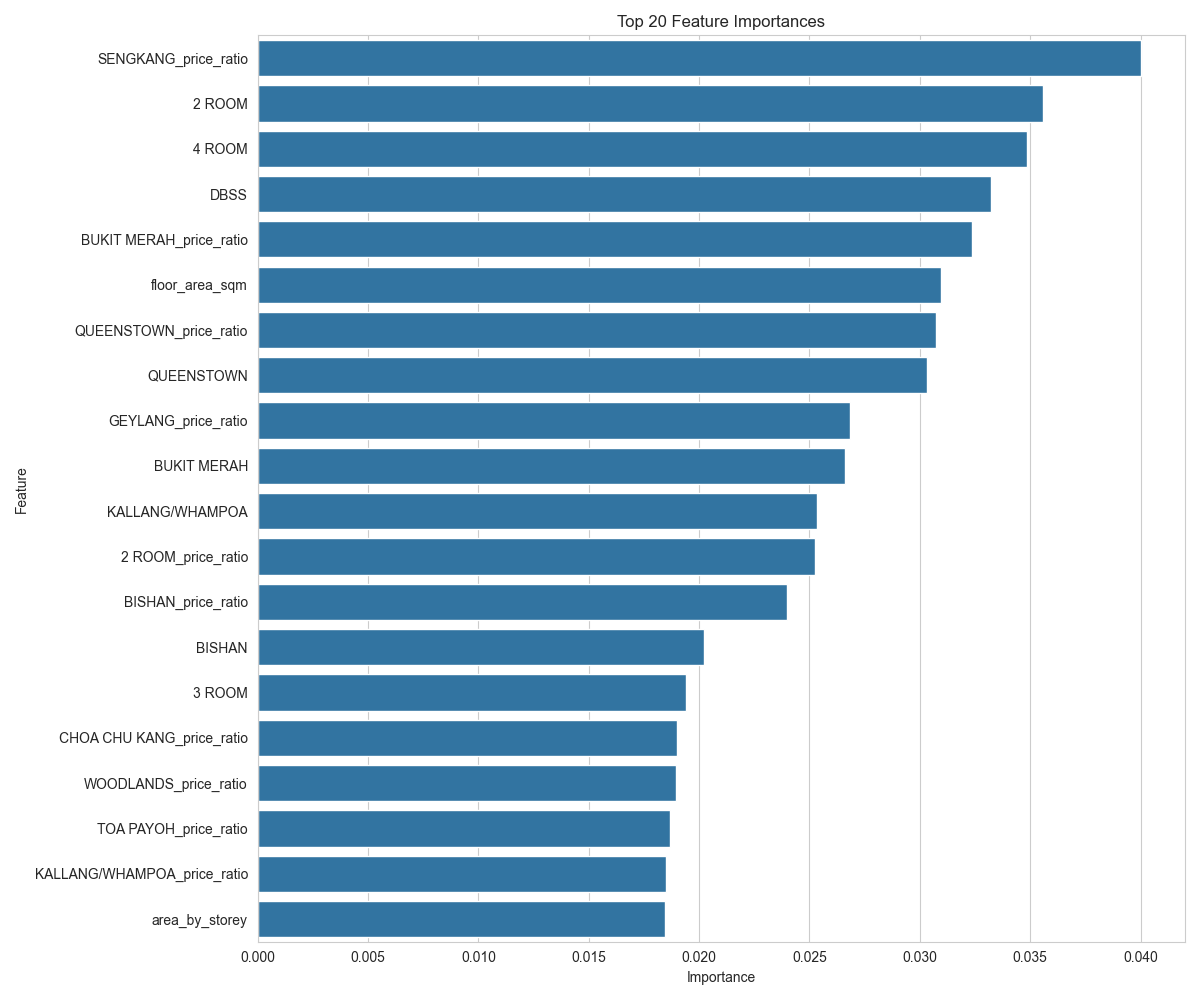 Top 20 Feature Importances
SENGKANG_price_ratio
2 ROOM
4 ROOM
DBSS
BUKIT MERAH_price_ratio
floor_area_sqm
QUEENSTOWN_price_ratio
QUEENSTOWN
GEYLANG_price_ratio
BUKIT MERAH
KALLANG/WHAMPOA
2 ROOM_price_ratio
BISHAN_price_ratio
BISHAN
3 ROOM
CHOA CHU KANG_price_ratio
WOODLANDS_price_ratio
TOA PAYOH_price_ratio
KALLANG/WHAMPOA_price_ratio
area_by_storey
Feature
0.000 0.005 0.010 0.015 0.020 0.025 0.030 0.035 0.040
Importance